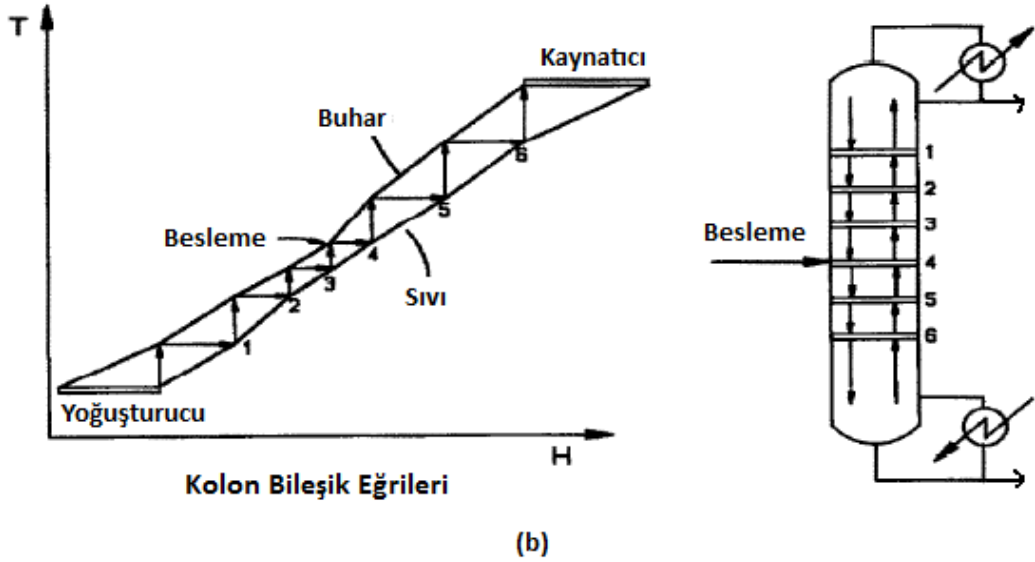 T
Kaynatıcı
Buhar
6
5
Besleme
4
3
Sıvı
2
1
Yoğuşturucu
H
Kolon Bileşik Eğrileri
1
2
3
Besleme
4
5
6
(b)